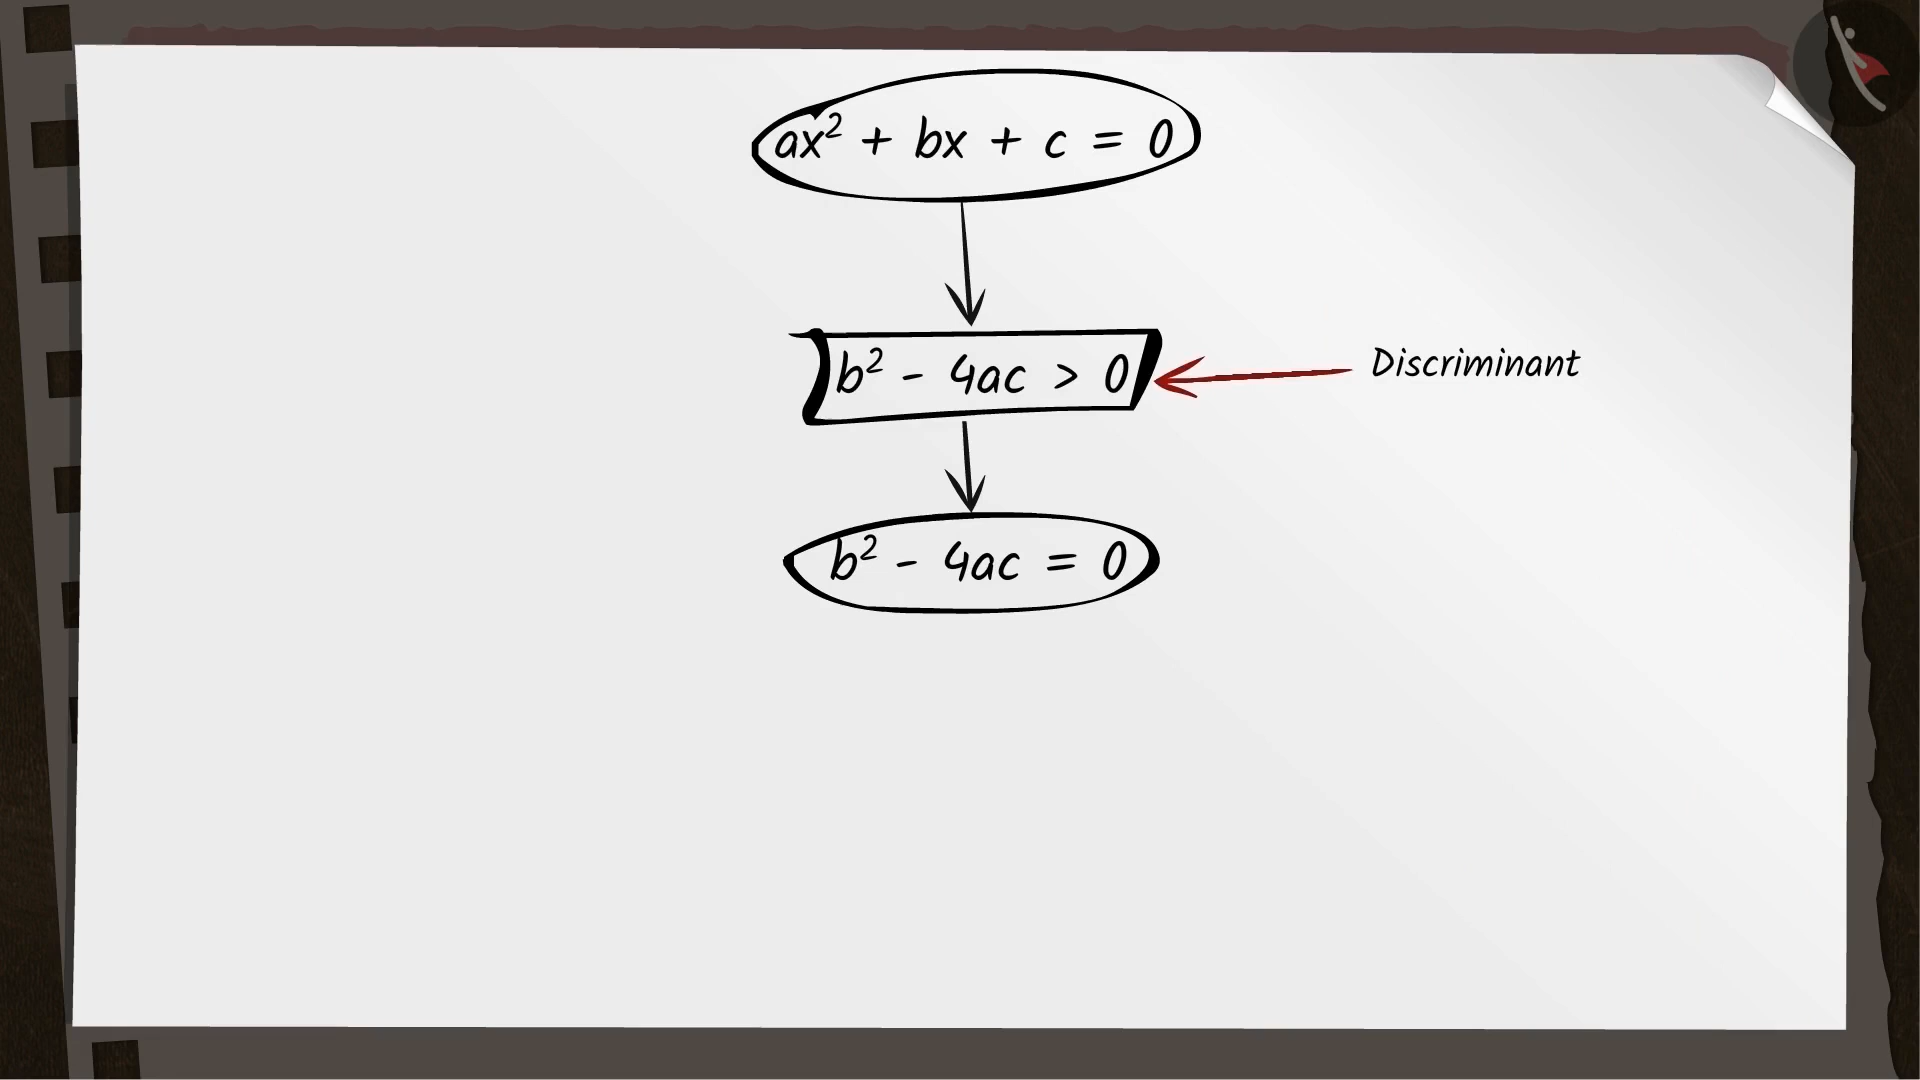 ax² + bx + c = 0
b² - 4ac > 0
Discriminant
b² - 4ac = 0